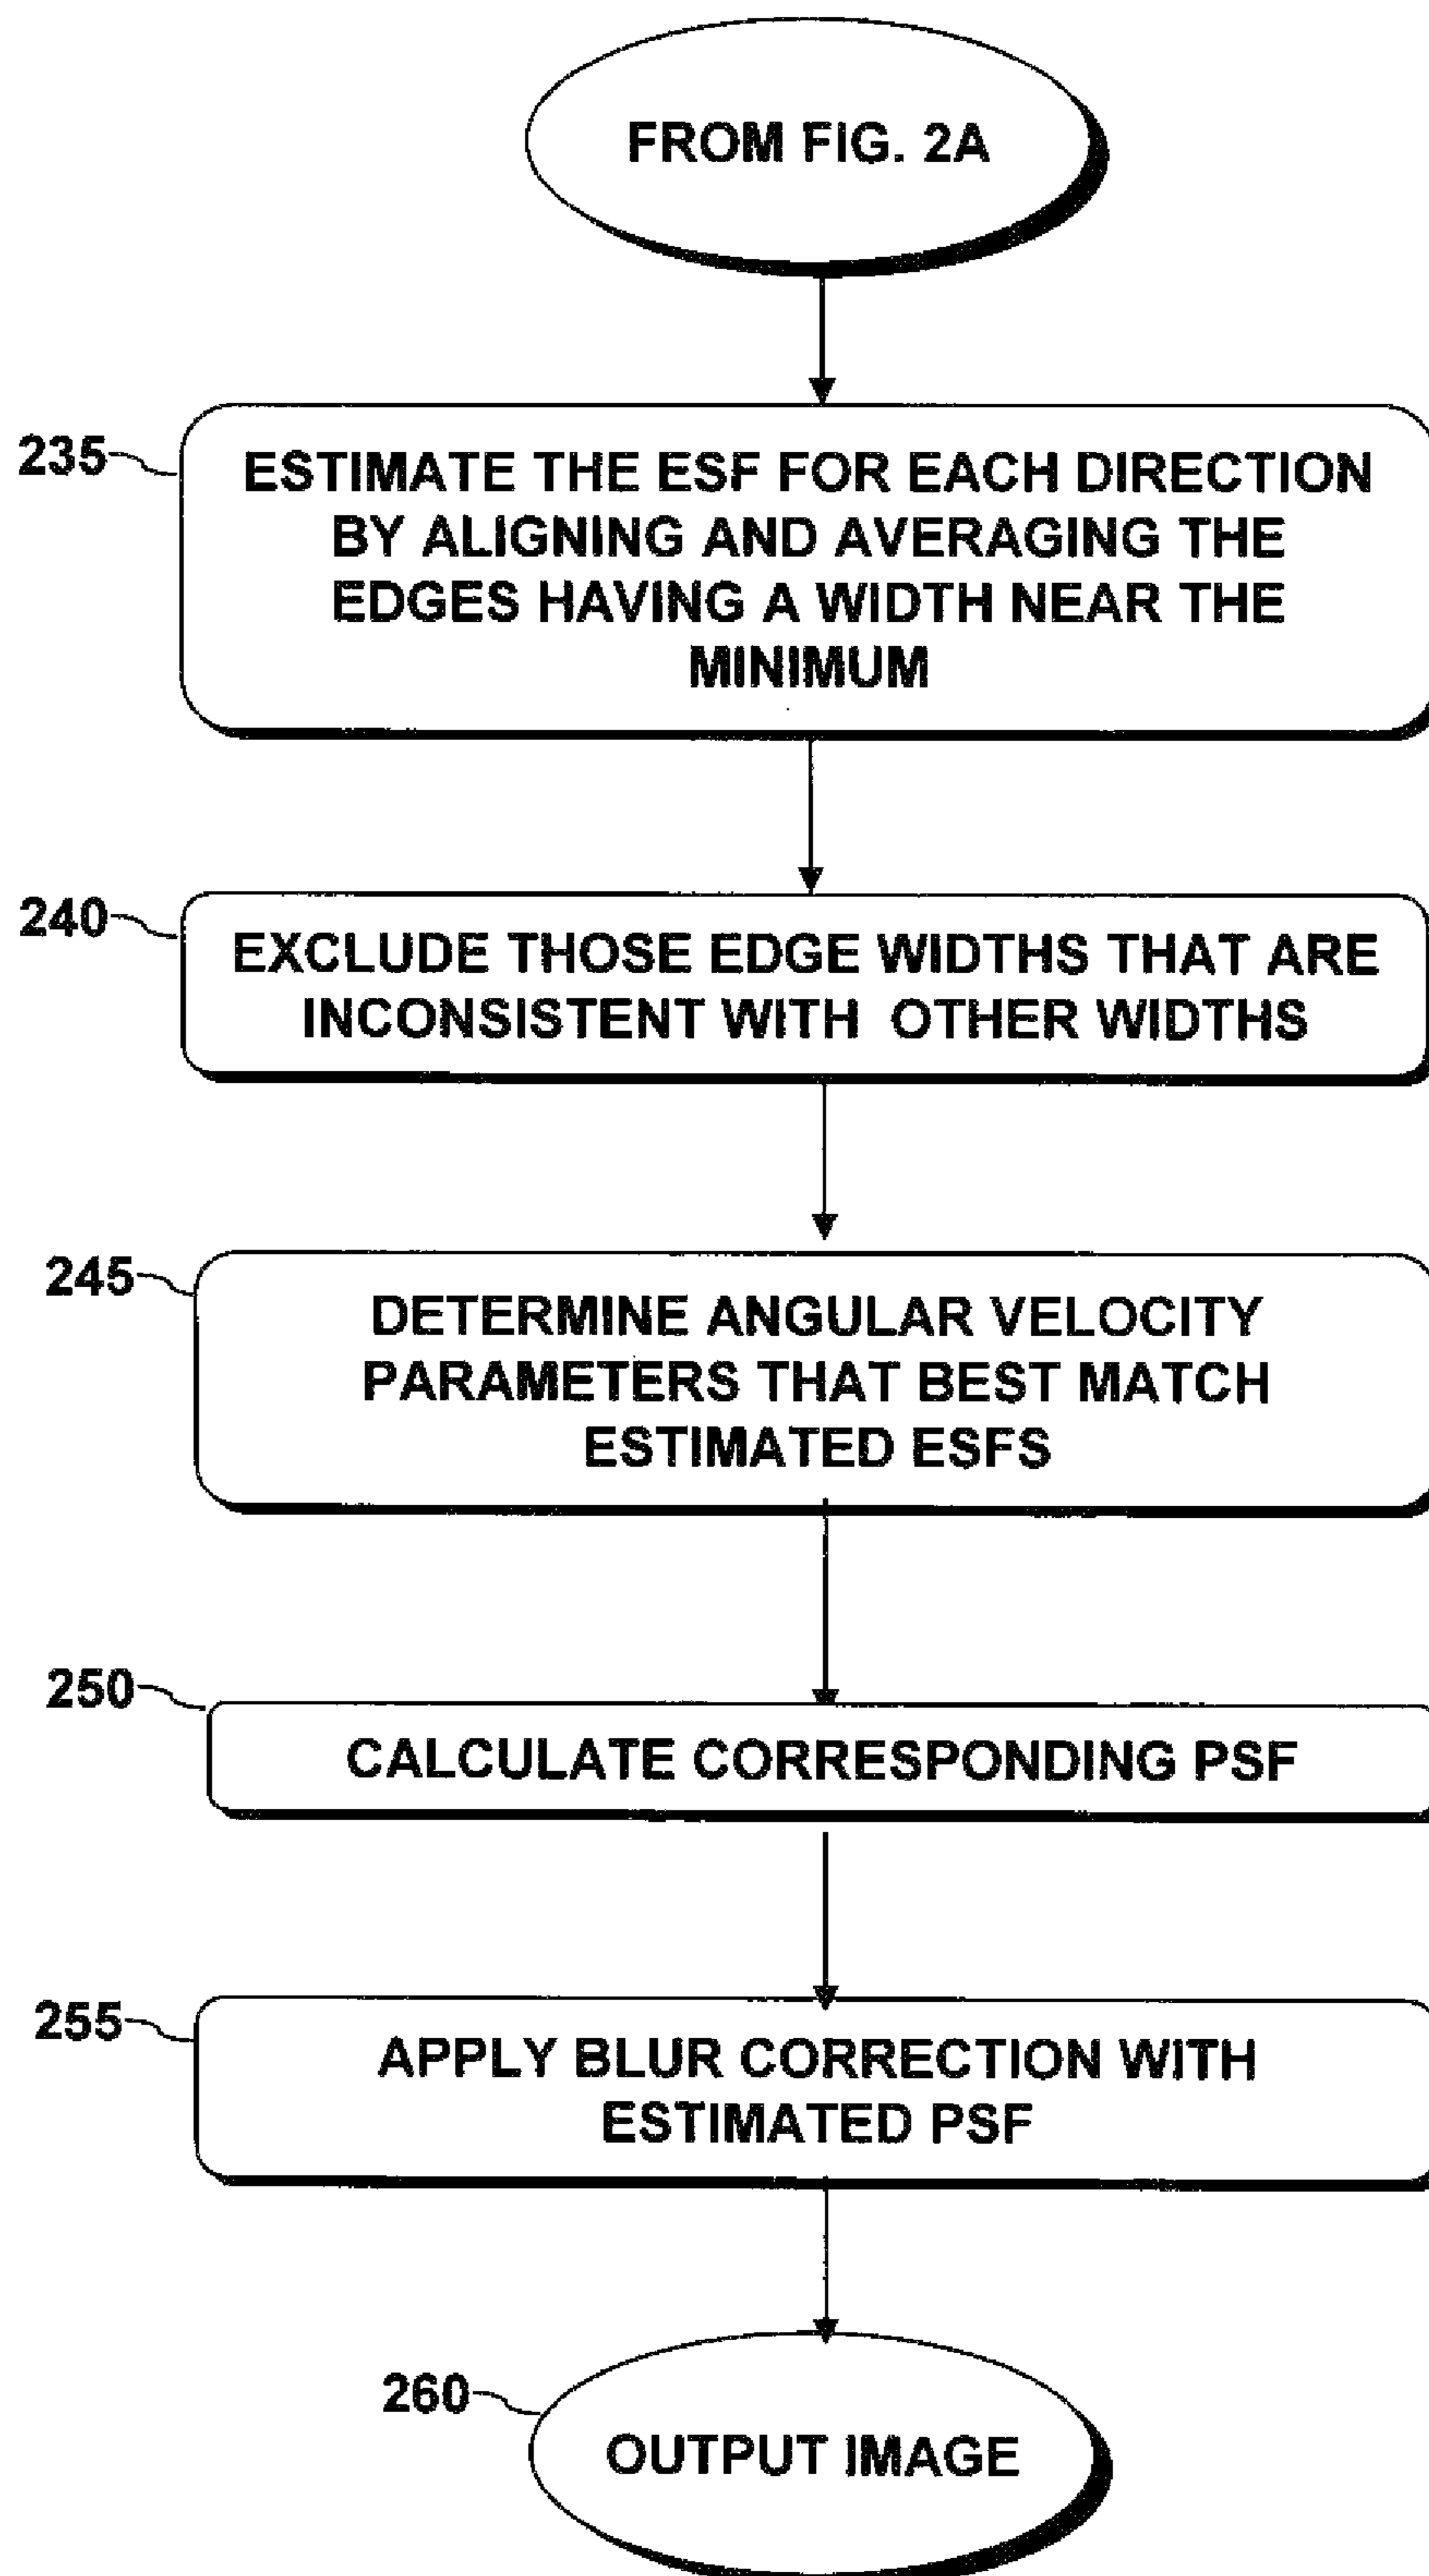 FROM FIG. 2A
235
ESTIMATE THE ESF FOR EACH DIRECTION
BY ALIGNING AND AVERAGING THE
EDGES HAVING A WIDTH NEAR THE
MINIMUM
240
EXCLUDE THOSE EDGE WIDTHS THAT ARE
INCONSISTENT WITH OTHER WIDTHS
245
DETERMINE ANGULAR VELOCITY
PARAMETERS THAT BEST MATCH
ESTIMATED ESFS
250
CALCULATE CORRESPONDING PSF
255
APPLY BLUR CORRECTION WITH
ESTIMATED PSF
260
OUTPUT IMAGE